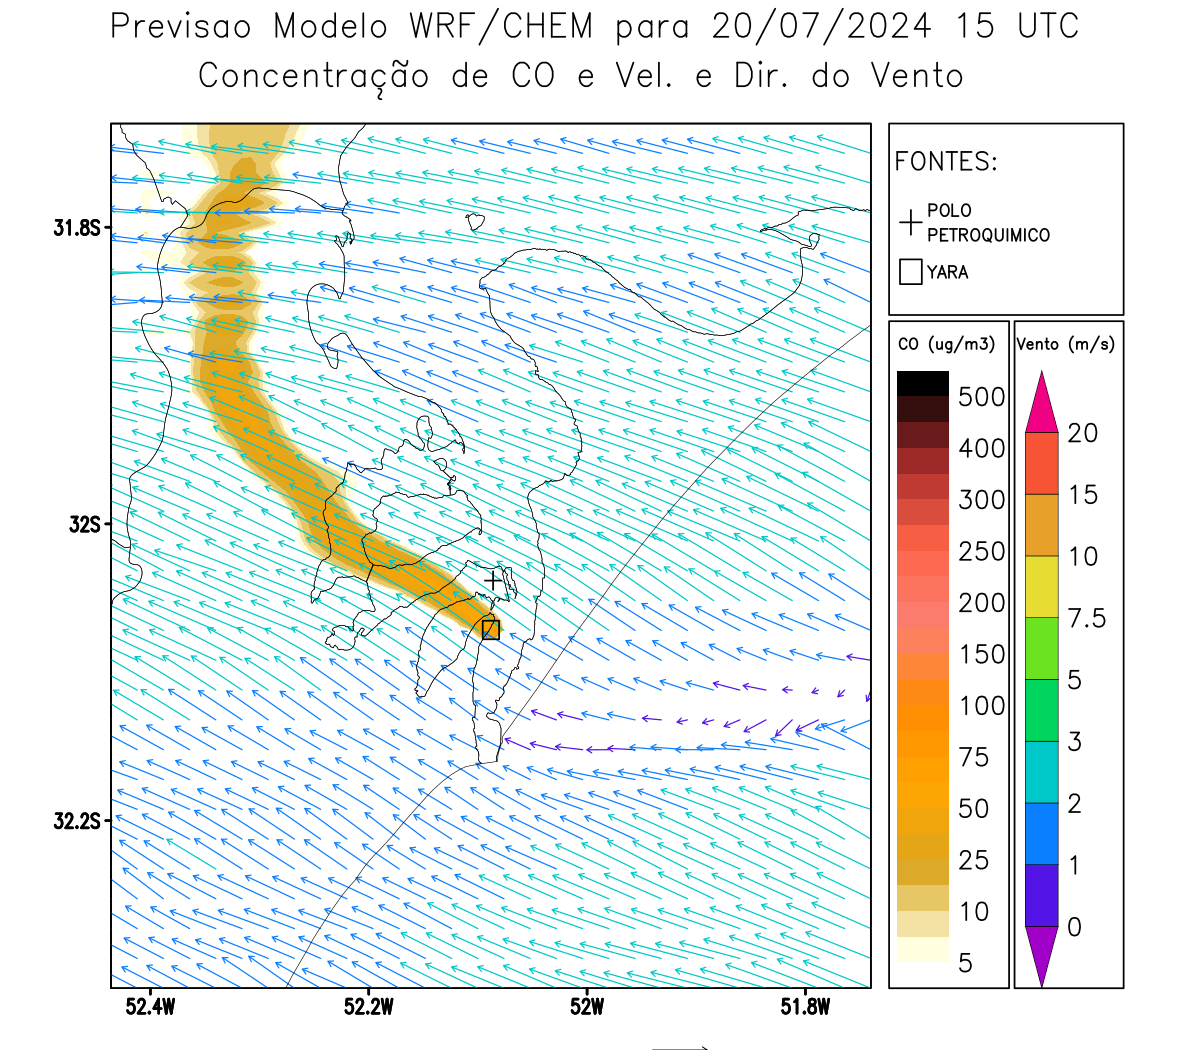 Previsao Modelo WRF/CHEM para 20/07/2024 15 UTC
Concentração de CO e Vel. e Dir. do Vento
FONTES:
POLO
PETROQUIMICO
YARA
CO (ug/m3)
500
400
300
250
200
150
100
75
50
25
10
5
Vento (m/s)
20
15
10
7.5
5
3
2
1
0
31.8S
32S
32.2S
52.4W
52.2W
52W
51.8W